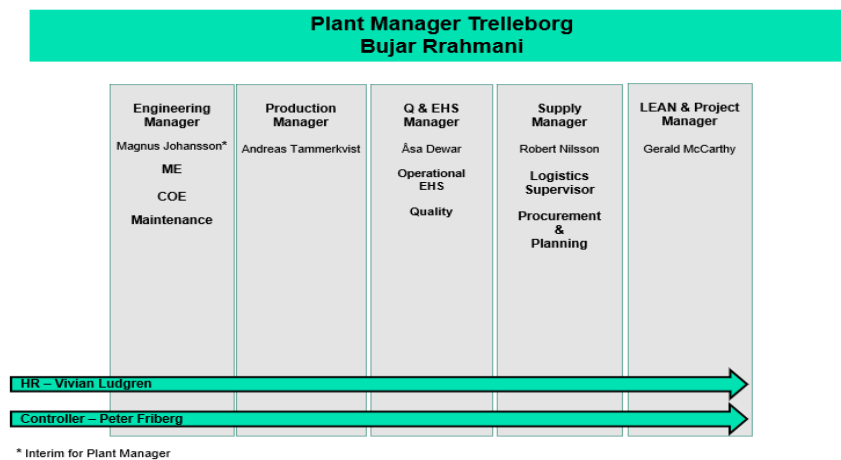 Plant Manager Trelleborg
Bujar Rrahmani
Engineering
Manager
Magnus Johansson*
ME
COE
Maintenance
Production
Manager
Andreas Tammerkvist
Q & EHS
Manager
Åsa Dewar
Operational
EHS
Quality
Supply
Manager
Robert Nilsson
Logistics
Supervisor
Procurement
&
Planning
LEAN & Project
Manager
Gerald McCarthy
HR – Vivian Ludgren
Controller – Peter Friberg
* Interim for Plant Manager